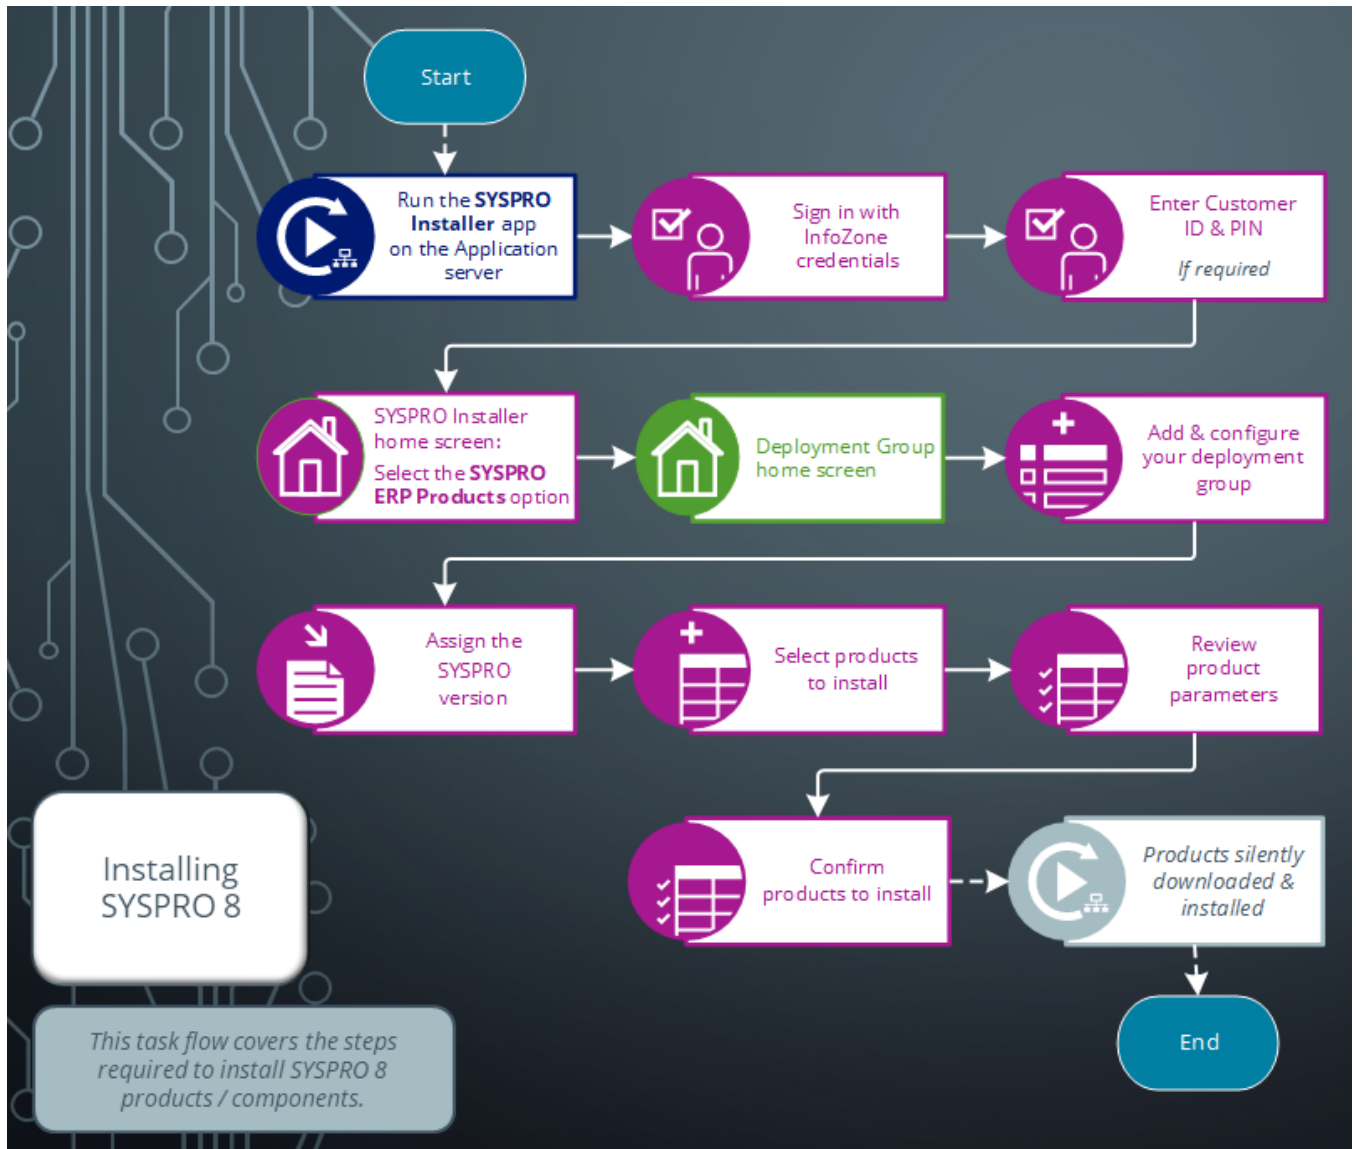 Start
Run the SYSPRO
Installer app
on the Application
server
Sign in with
InfoZone
credentials
Enter Customer
ID & PIN
If required
SYSPRO Installer
home screen:
Select the SYSPRO
ERP Products option
Deployment Group
home screen
Add & configure
your deployment
group
Assign the
SYSPRO
version
Select products
to install
Review
product
parameters
Confirm
products to install
Products silently
downloaded &
installed
End
Installing
SYSPRO 8
This task flow covers the steps
required to install SYSPRO 8
products / components.